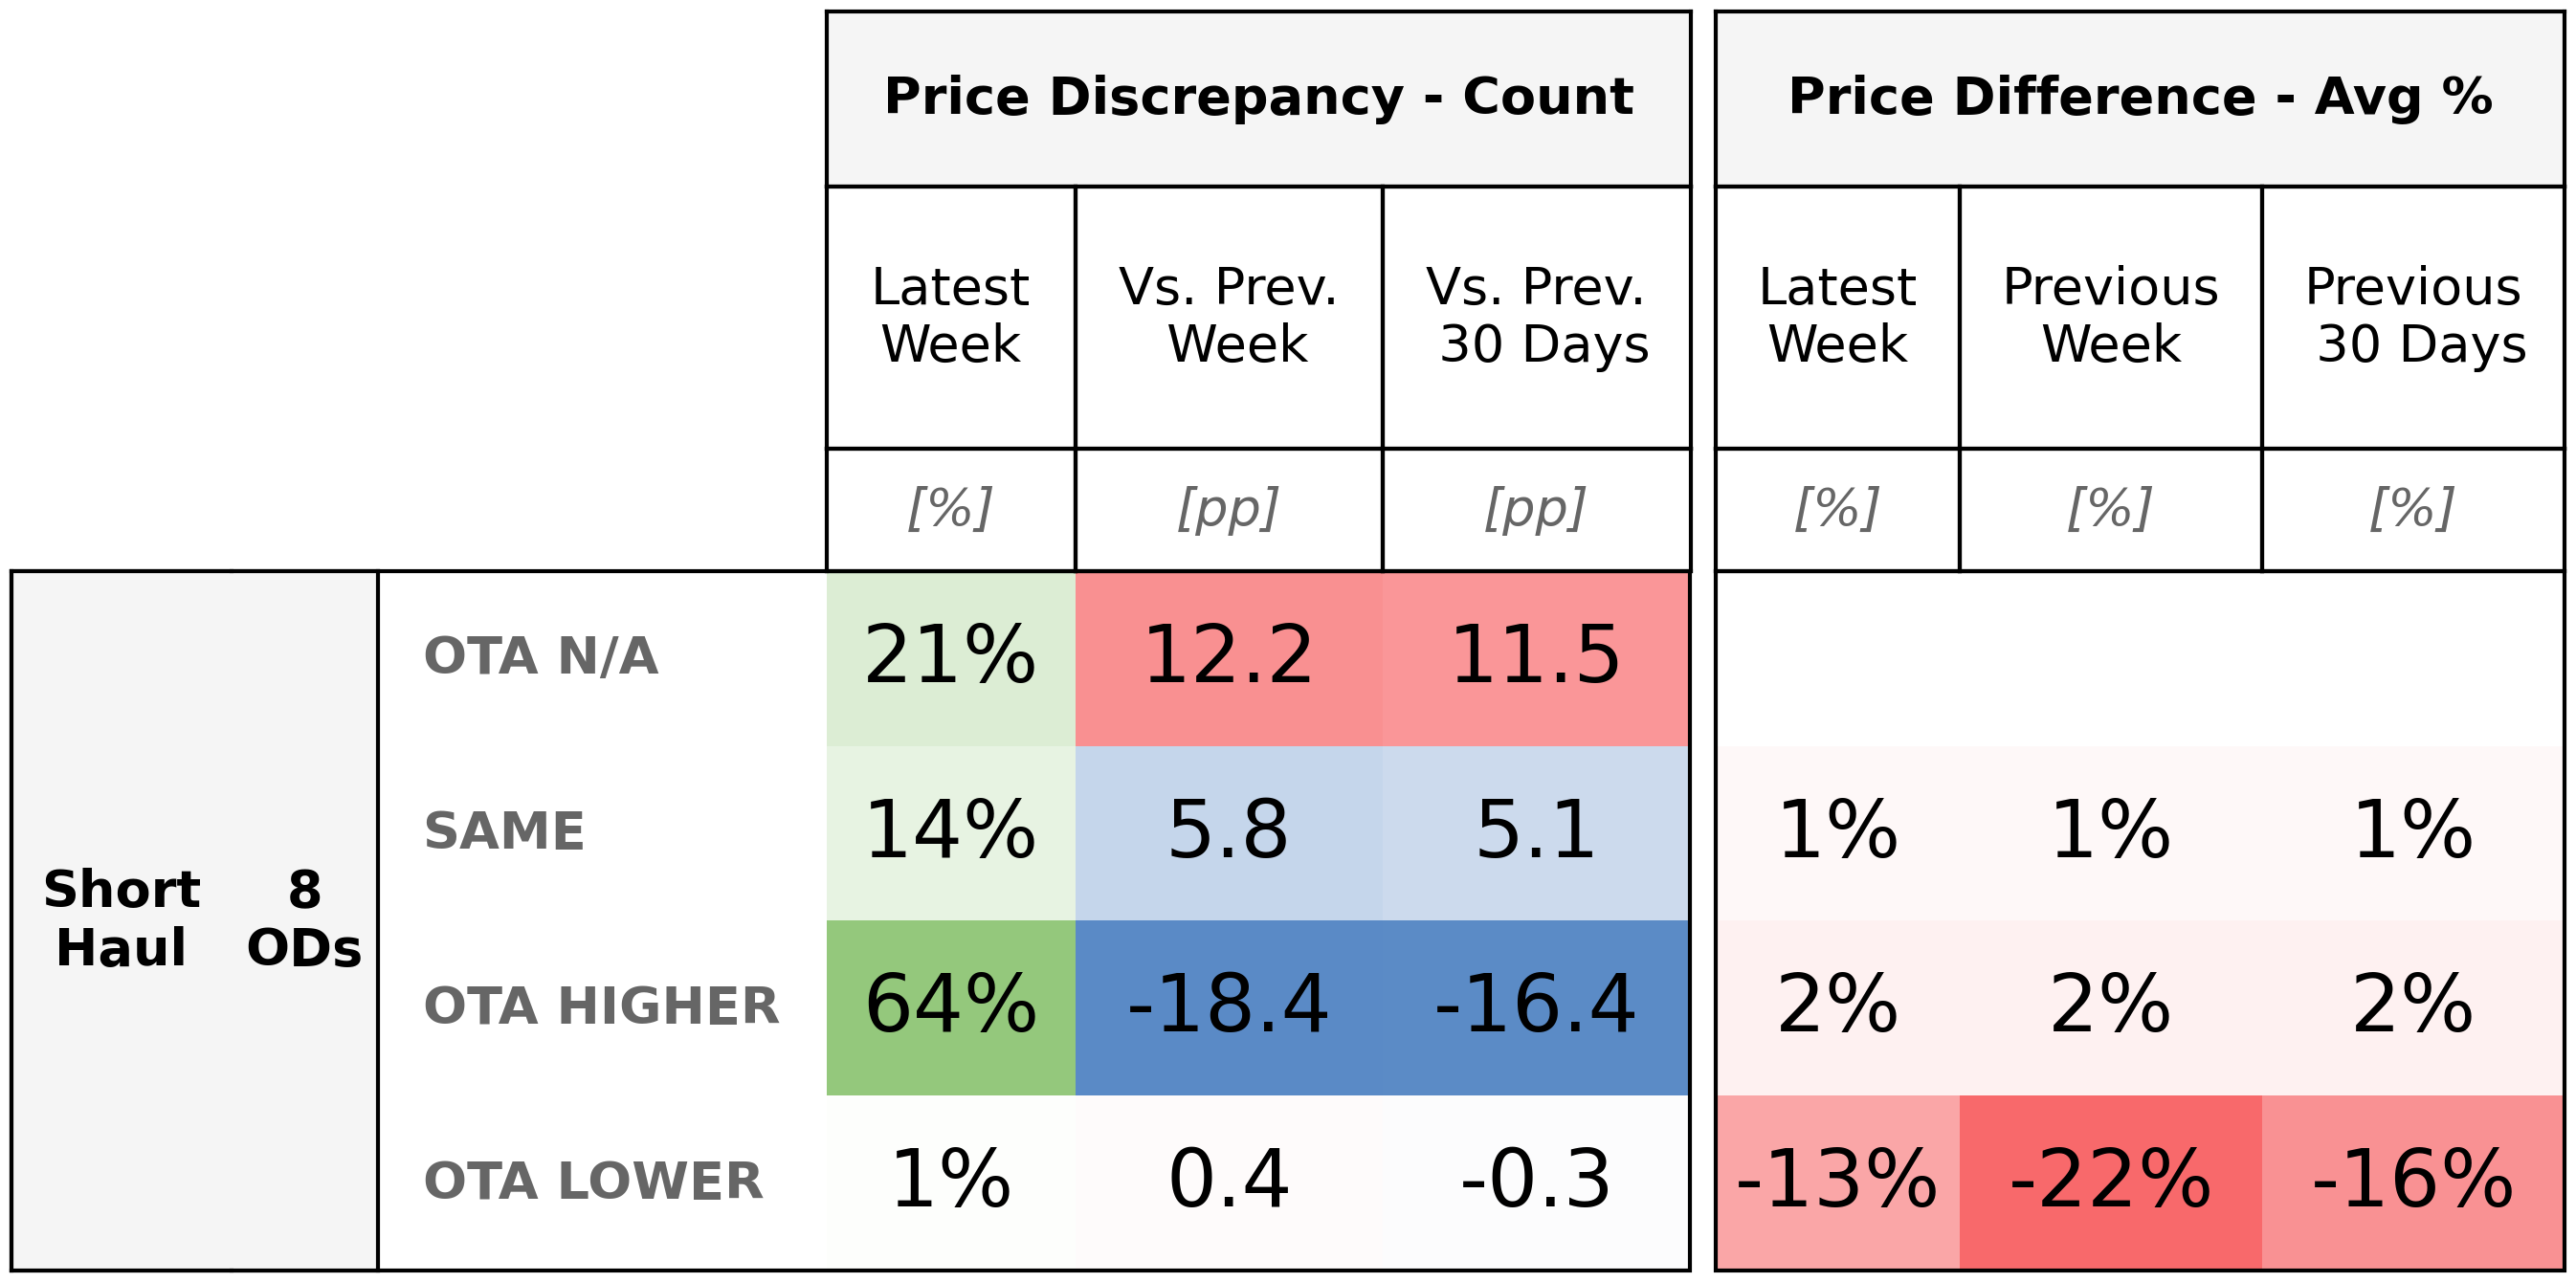 Price Discrepancy - Count Price Difference - Avg %
Latest Week Vs. Prev. Week Vs. Prev. 30 Days Latest Week Previous Week Previous 30 Days
[%] [pp] [pp] [%] [%] [%]
Short Haul 8 ODs
OTA N/A 21% 12.2 11.5
SAME 14% 5.8 5.1 1% 1% 1%
OTA HIGHER 64% -18.4 -16.4 2% 2% 2%
OTA LOWER 1% 0.4 -0.3 -13% -22% -16%